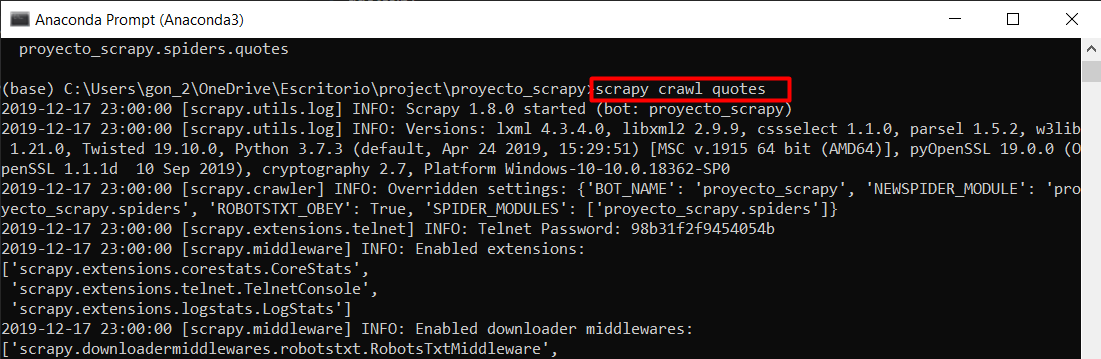 Anaconda Prompt (Anaconda3)
proyecto_scrapy.spiders.quotes
(base) C:\Users\gon_2\OneDrive\Escritorio\project\proyecto_scrapy>scrapy crawl quotes
2019-12-17 23:00:00 [scrapy.utils.log] INFO: Scrapy 1.8.0 started (bot: proyecto_scrapy)
2019-12-17 23:00:00 [scrapy.utils.log] INFO: Versions: lxml 4.3.4.0, libxml2 2.9.9, cssselect 1.1.0, parsel 1.5.2, w3lib
1.21.0, Twisted 19.10.0, Python 3.7.3 (default, Apr 24 2019, 15:29:51) [MSC v.1915 64 bit (AMD64)], pyOpenSSL 19.0.0 (O
penSSL 1.1.1d  10 Sep 2019), cryptography 2.7, Platform Windows-10-10.0.18362-SP0
2019-12-17 23:00:00 [scrapy.crawler] INFO: Overridden settings: {'BOT_NAME': 'proyecto_scrapy', 'NEWSPIDER_MODULE': 'pro
yecto_scrapy.spiders', 'ROBOTSTXT_OBEY': True, 'SPIDER_MODULES': ['proyecto_scrapy.spiders']}
2019-12-17 23:00:00 [scrapy.extensions.telnet] INFO: Telnet Password: 98b31f2f9454054b
2019-12-17 23:00:00 [scrapy.middleware] INFO: Enabled extensions:
['scrapy.extensions.corestats.CoreStats',
'scrapy.extensions.telnet.TelnetConsole',
'scrapy.extensions.logstats.LogStats']
2019-12-17 23:00:00 [scrapy.middleware] INFO: Enabled downloader middlewares:
['scrapy.downloadermiddlewares.robotstxt.RobotsTxtMiddleware',